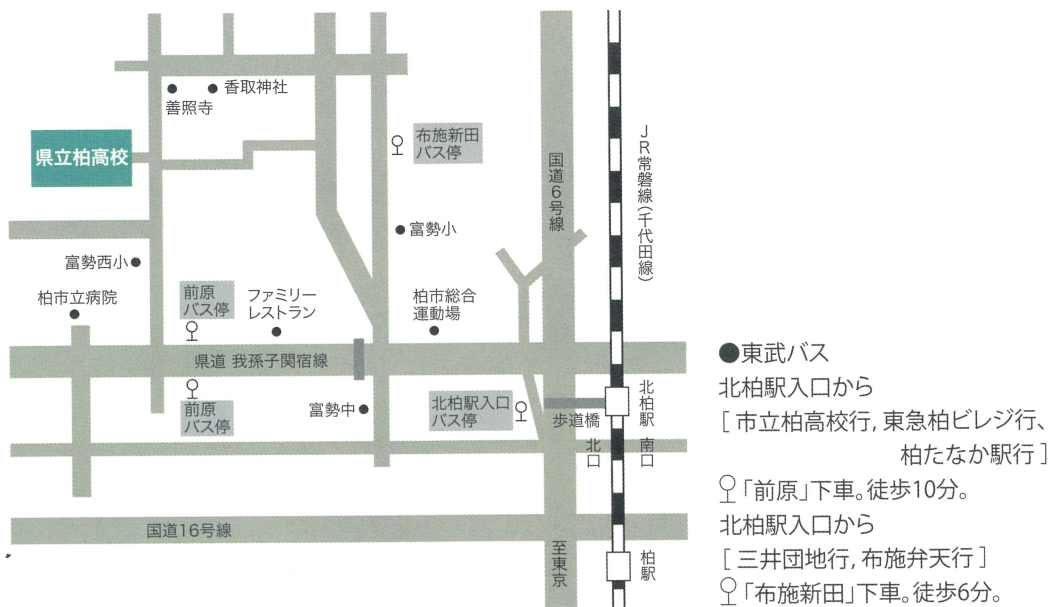 香取神社
善照寺
県立柏高校
布施新田
バス停
国道6号線
JR常磐線(千代田線)
富勢小
富勢西小
柏市立病院
前原
バス停
ファミリー
レストラン
柏市総合
運動場
県道 我孫子関宿線
前原
バス停
富勢中
北柏駅入口
バス停
歩道橋
北柏駅
北口
南口
国道16号線
至東京
柏駅
●東武バス
北柏駅入口から
[ 市立柏高校行, 東急柏ビレジ行、
柏たなか駅行 ]
「前原」下車。徒歩10分。
北柏駅入口から
[ 三井団地行, 布施弁天行 ]
「布施新田」下車。徒歩6分。